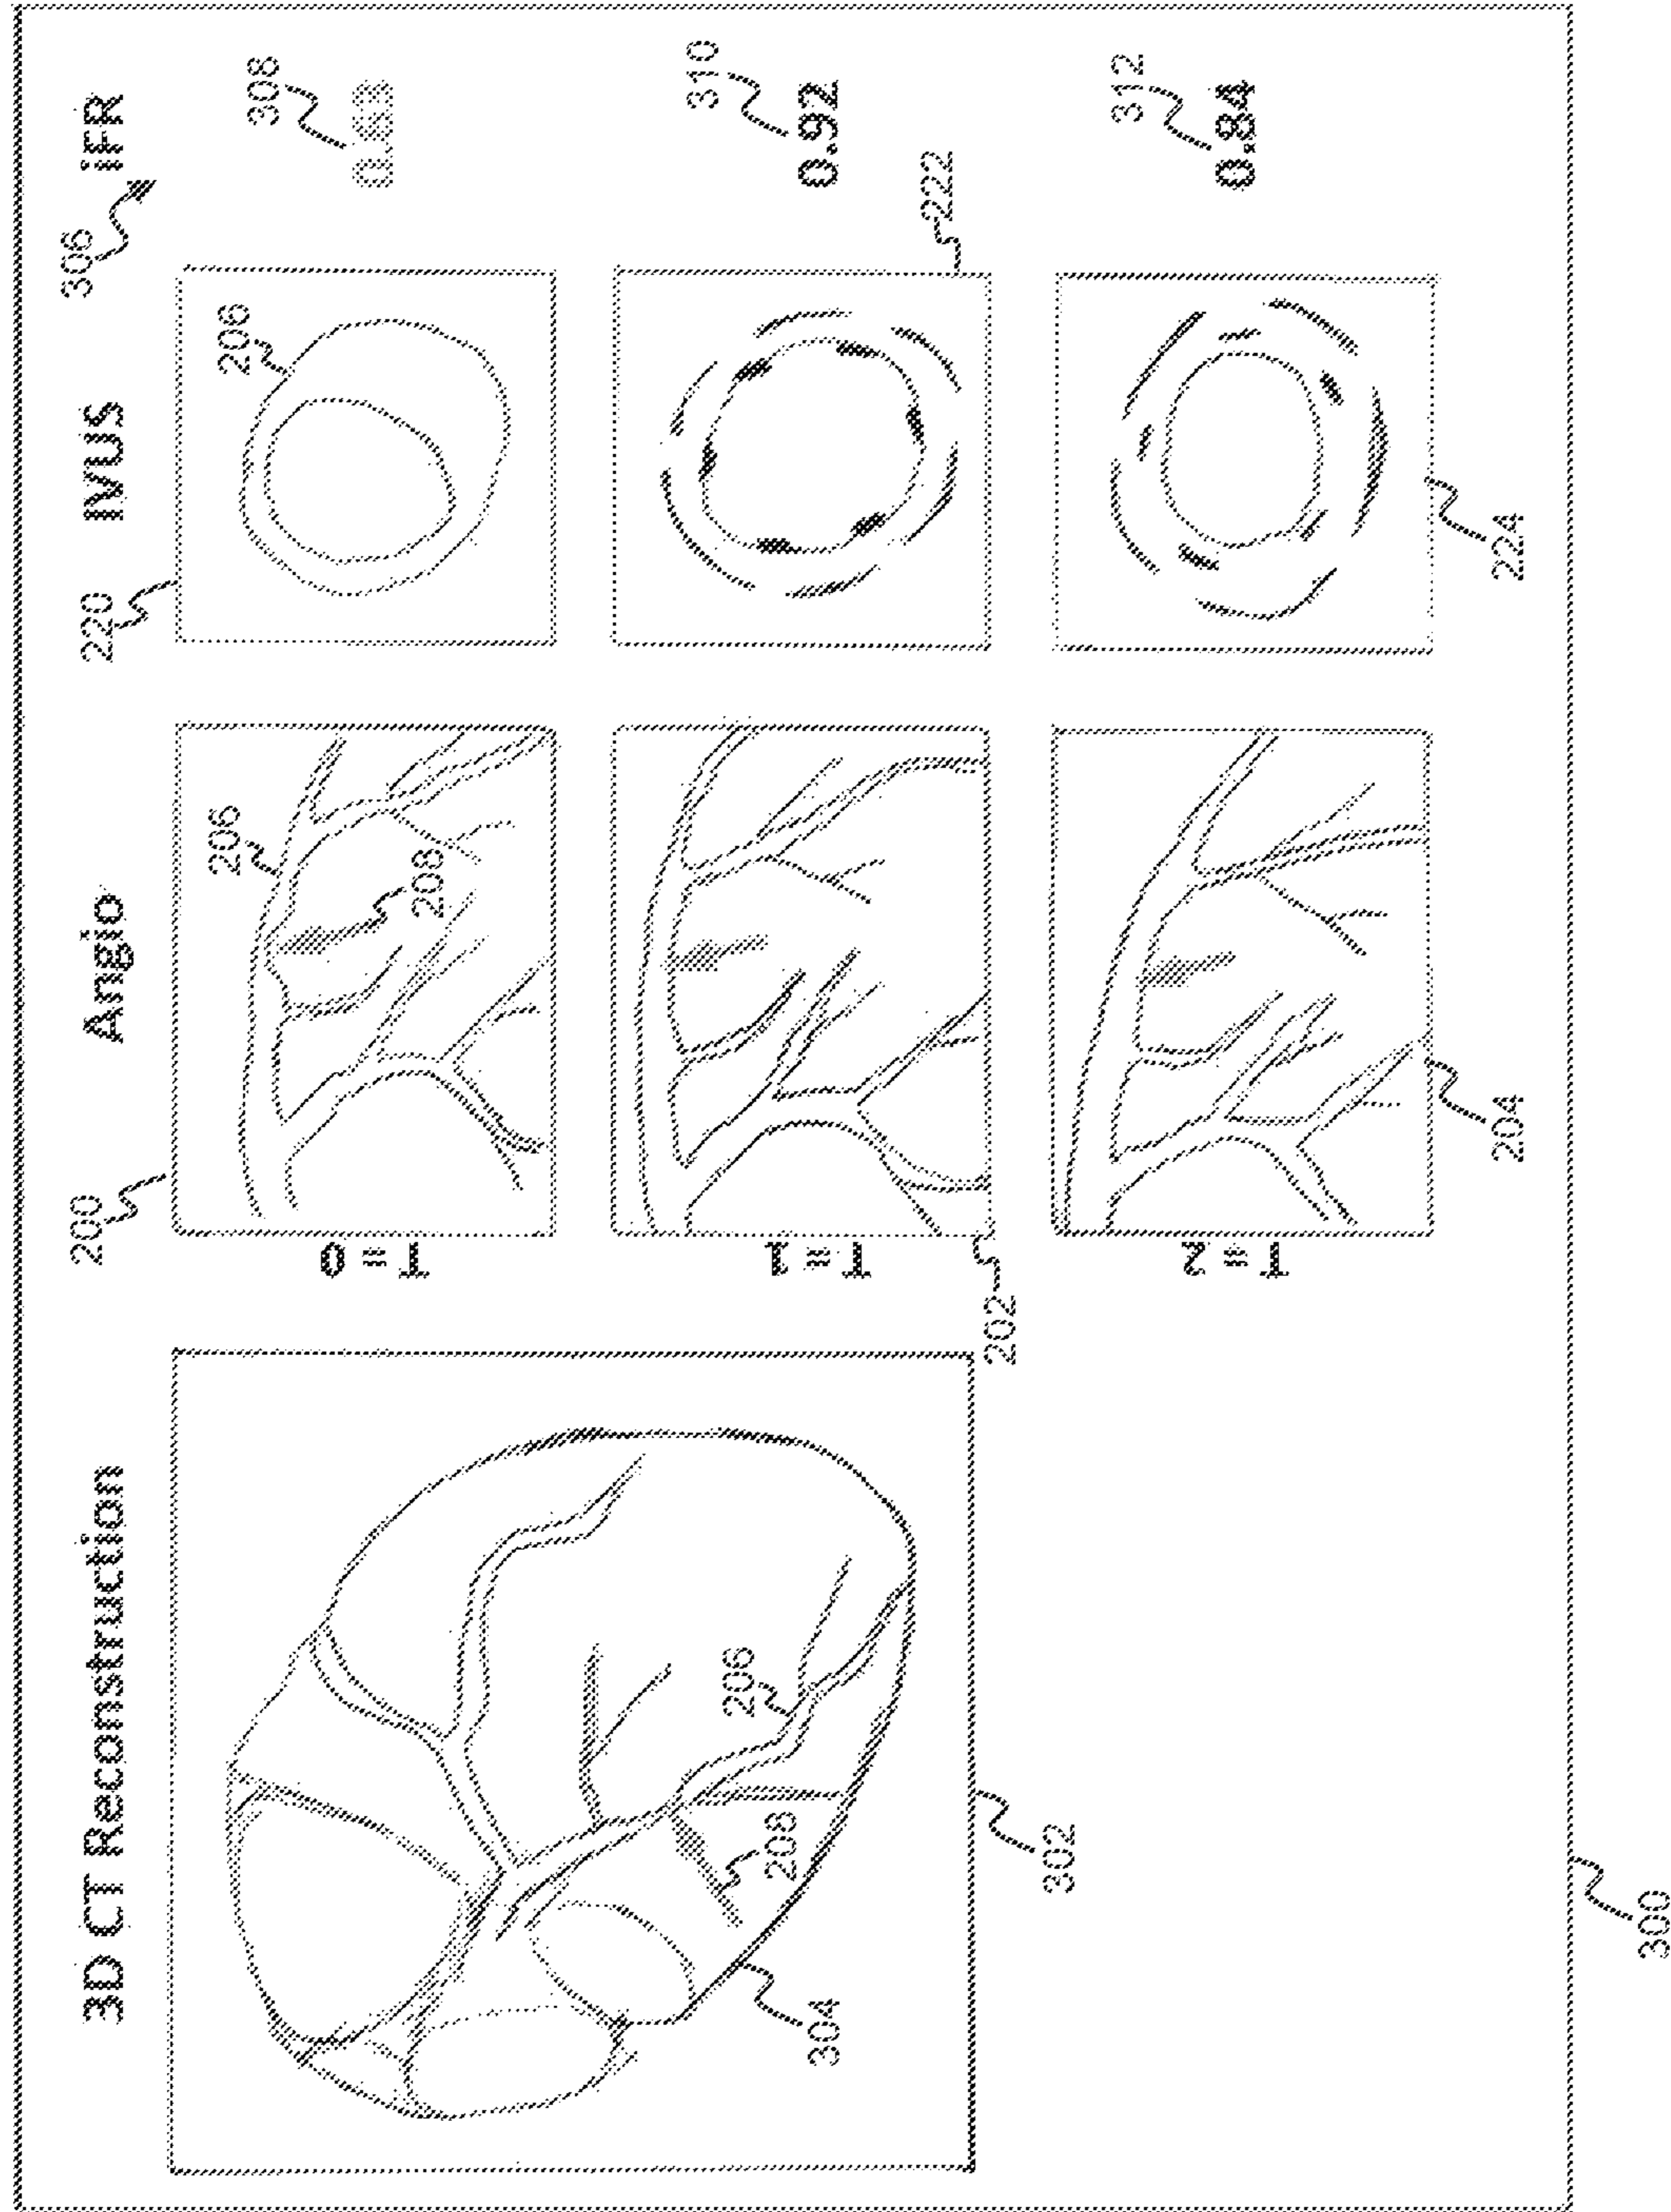 3D CT Reconstruction
Angio
IVUS
iFR
306
200
220
T = 0
206
208
206
308
T = 1
310
0.92
222
202
T = 2
312
0.84
204
224
206
208
304
302
300